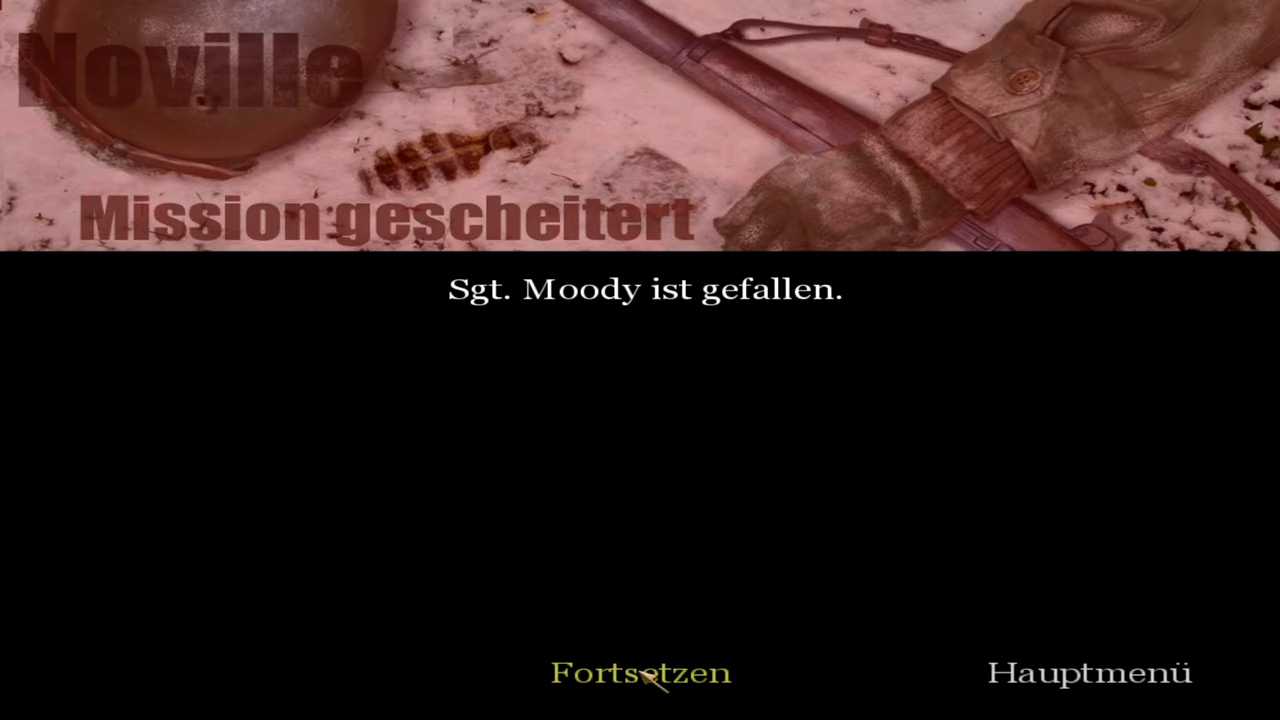 Noville
Mission gescheitert
Sgt. Moody ist gefallen.
Fortsetzen
Hauptmenü